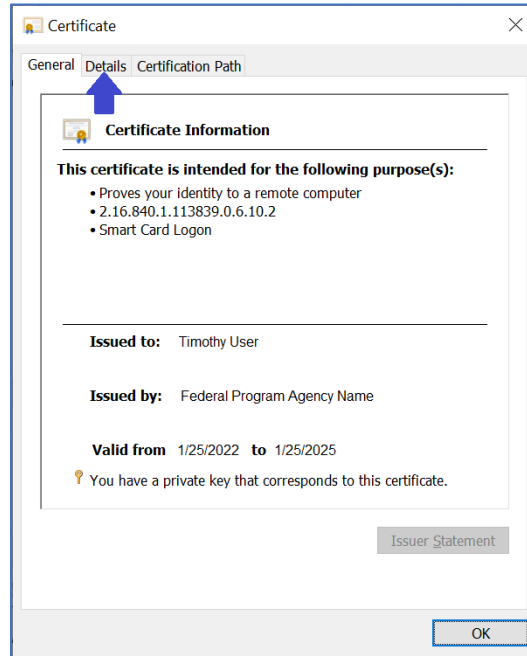 Certificate
General Details Certification Path
Certificate Information
This certificate is intended for the following purpose(s):
• Proves your identity to a remote computer
• 2.16.840.1.113839.0.6.10.2
• Smart Card Logon
Issued to: Timothy User
Issued by: Federal Program Agency Name
Valid from 1/25/2022 to 1/25/2025
You have a private key that corresponds to this certificate.
Issuer Statement
OK